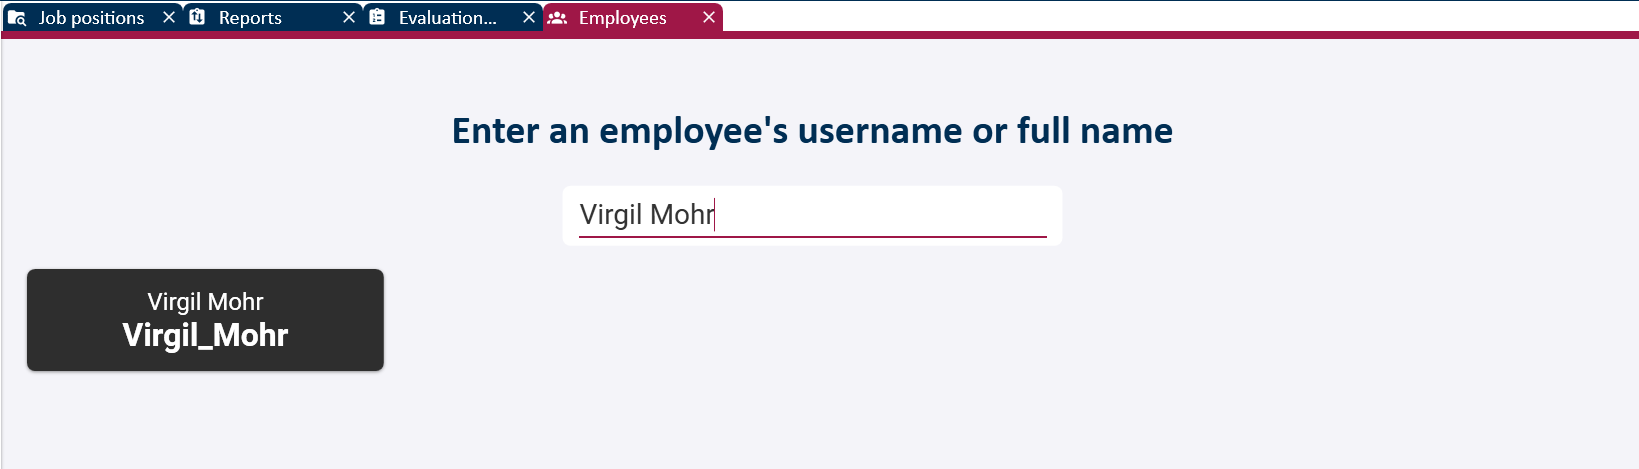 Job positions
Reports
Evaluation...
Employees
Enter an employee's username or full name
Virgil Mohr
Virgil Mohr
Virgil_Mohr